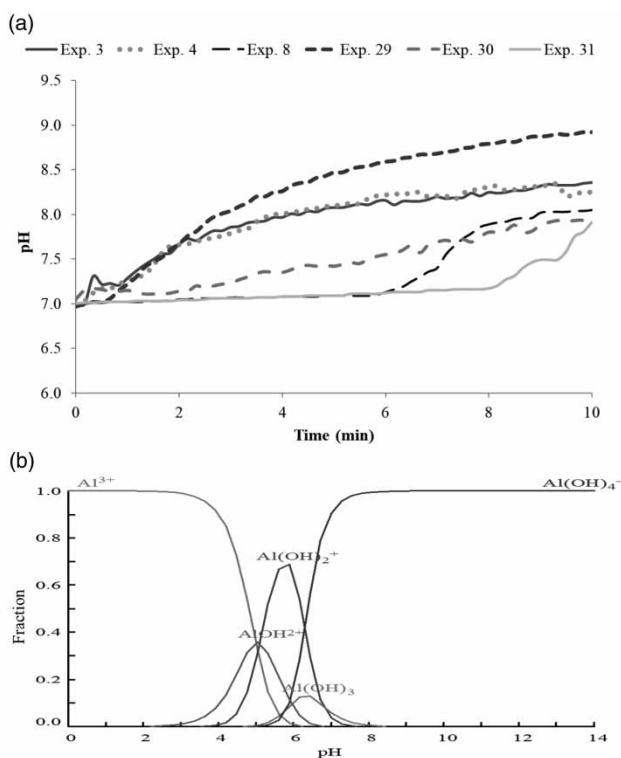 (a)
Exp. 3 Exp. 4 Exp. 8 Exp. 29 Exp. 30 Exp. 31
9.5
9.0
8.5
8.0
7.5
7.0
6.5
6.0
pH
0 2 4 6 8 10
Time (min)
(b)
Al³⁺ Al(OH)₄⁻
1.0
0.8
Al(OH)₂⁺
0.6
0.4
AlOH²⁺
0.2
Al(OH)₃
0.0
Fraction
0 2 4 6 8 10 12 14
pH